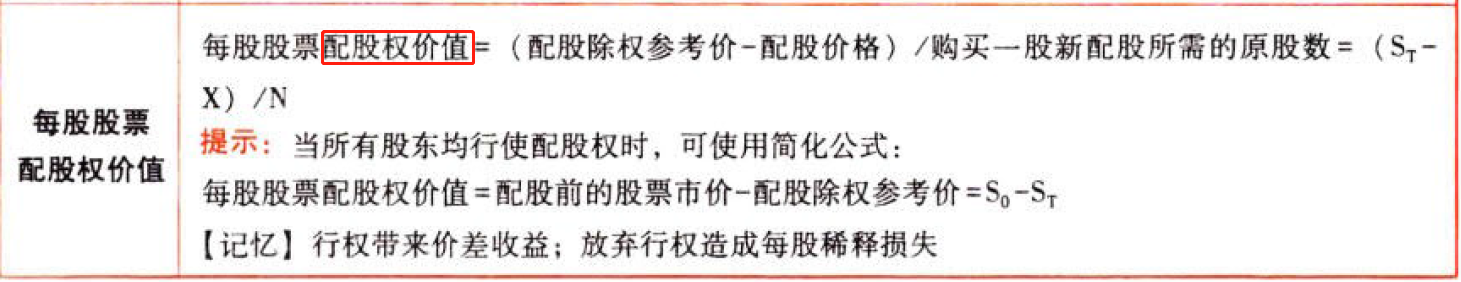 每股股票配股权价值=（配股除权参考价-配股价格）/购买一股新配股所需的原股数=（S_T-
X）/N
每股股票
配股权价值
提示：当所有股东均行使配股权时，可使用简化公式：
每股股票配股权价值=配股前的股票市价-配股除权参考价=S₀-S_T
【记忆】行权带来价差收益；放弃行权造成每股稀释损失